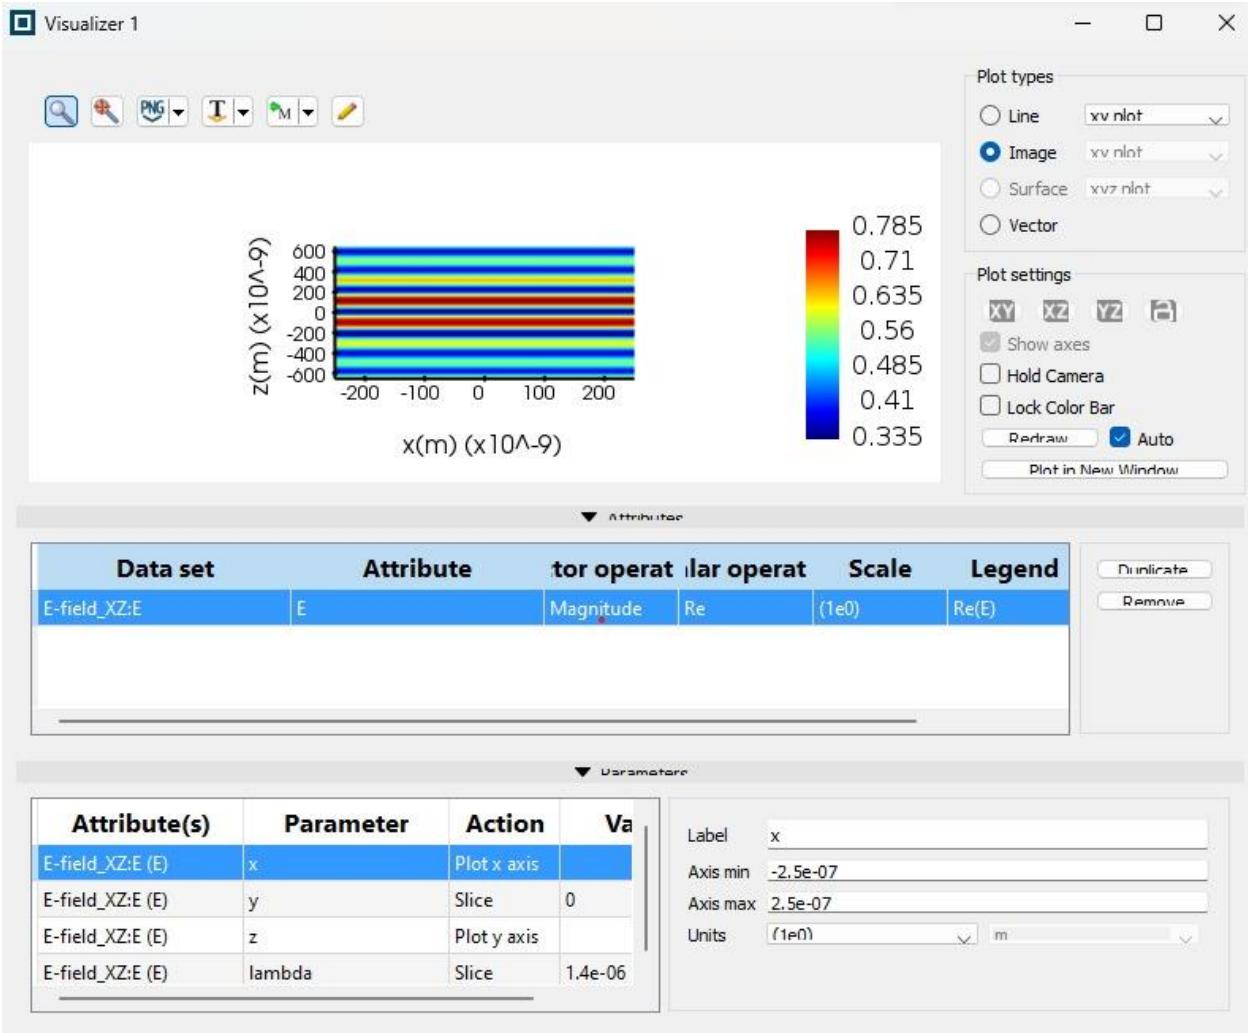 Visualizer 1
Plot types
Line xy plot
Image xy plot
Surface xyz plot
Vector
PNG T M
Plot settings
XY XZ YZ
Show axes
Hold Camera
Lock Color Bar
Redraw Auto
Plot in New Window
z(m) (x10^-9)
600
400
200
0
-200
-400
-600
-200 -100 0 100 200
x(m) (x10^-9)
0.785
0.71
0.635
0.56
0.485
0.41
0.335
Attributes
Data set Attribute :tor operat lar operat Scale Legend
E-field_XZ:E E Magnitude Re (1e0) Re(E)
Duplicate
Remove
Parameters
Attribute(s) Parameter Action Va
E-field_XZ:E (E) x Plot x axis
E-field_XZ:E (E) y Slice 0
E-field_XZ:E (E) z Plot y axis
E-field_XZ:E (E) lambda Slice 1.4e-06
Label x
Axis min -2.5e-07
Axis max 2.5e-07
Units (1e0) m